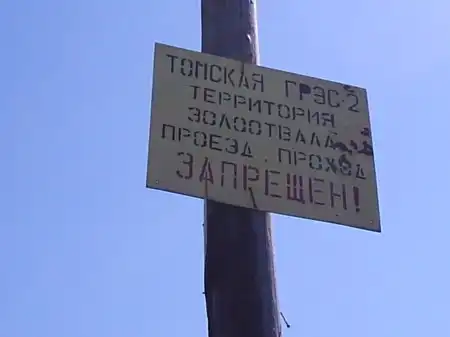 ТОМСКАЯ ГРЭС-2
ТЕРРИТОРИЯ
ЗОЛООТВАЛА
ПРОЕЗД, ПРОХОД
ЗАПРЕЩЕН!